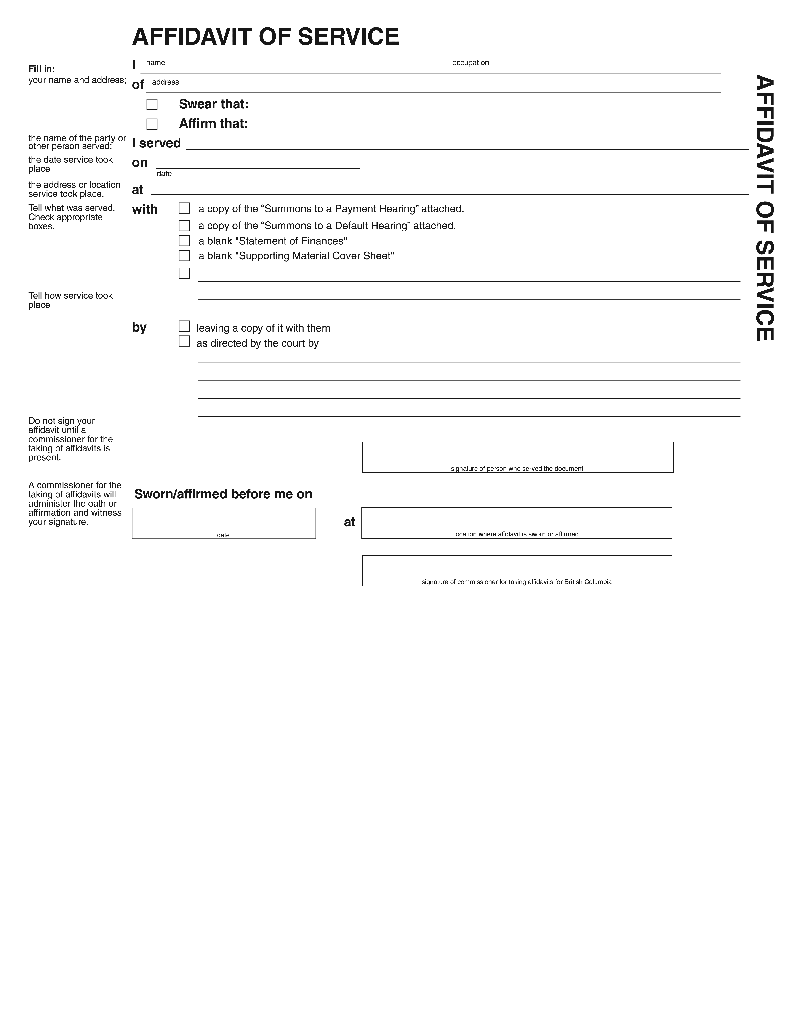 AFFIDAVIT OF SERVICE
Fill in:
your name and address;
I name occupation
of address
Swear that:
Affirm that:
the name of the party or
other person served:
I served
the date service took
place
on
date
the address or location
service took place.
at
Tell what was served.
Check appropriate
boxes.
with
a copy of the “Summons to a Payment Hearing” attached.
a copy of the “Summons to a Default Hearing” attached.
a blank "Statement of Finances"
a blank "Supporting Material Cover Sheet"
Tell how service took
place
by
leaving a copy of it with them
as directed by the court by
Do not sign your
affidavit until a
commissioner for the
taking of affidavits is
present.
signature of person who served the document
A commissioner for the
taking of affidavits will
administer the oath or
affirmation and witness
your signature.
Sworn/affirmed before me on
date
at
location where affidavit is sworn or affirmed
signature of commissioner for taking affidavits for British Columbia
AFFIDAVIT OF SERVICE